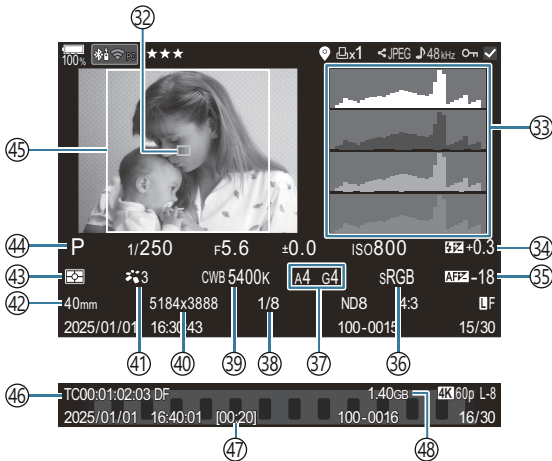 32
100% PC ★★★ x1 JPEG 48kHz
33
45
44 P 1/250 F5.6 ±0.0 ISO800 +0.3 34
43 3 CWB 5400K A4 G4 sRGB AF -18 35
42 40mm 5184x3888 1/8 ND8 4:3 LF
2025/01/01 16:30:43 100-0015 15/30
41 40 39 38 37 36
46 TC00:01:02:03 DF 1.40GB 4K 60p L-8
2025/01/01 16:40:01 [00:20] 100-0016 16/30
47 48